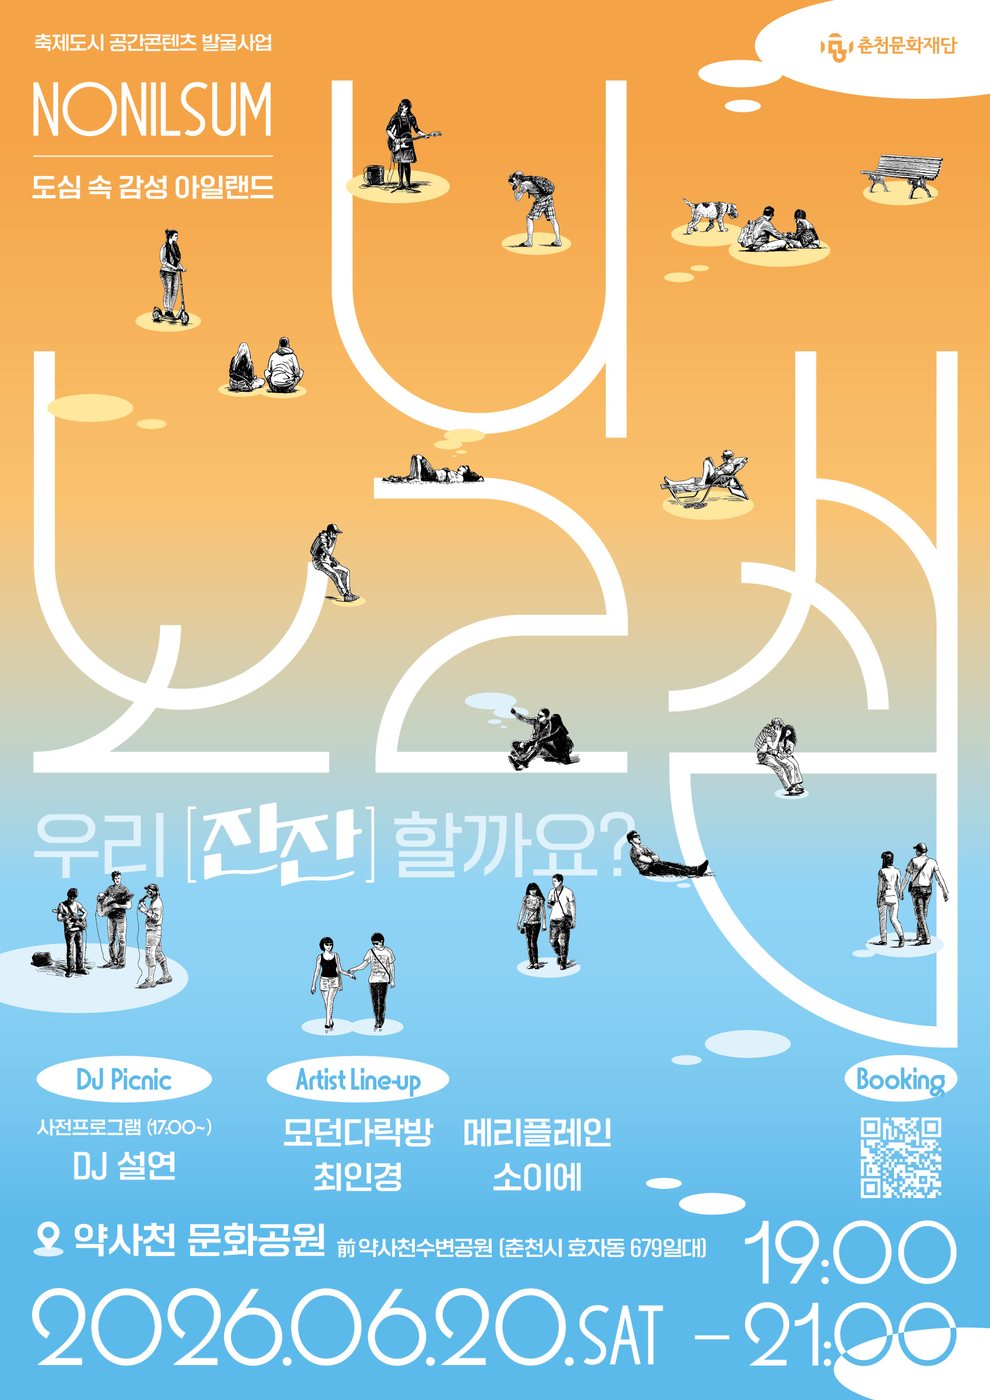 축제도시 공간콘텐츠 발굴사업
춘천문화재단
NONILSUM
도심 속 감성 아일랜드
우리 [잔잔] 할까요?
DJ Picnic
사전프로그램 (17:00~)
DJ 설연
Artist Line-up
모던다락방 메리플레인
최인경 소이에
Booking
약사천 문화공원 前 약사천수변공원 (춘천시 효자동 679일대)
19:00
2026.06.20.SAT – 21:00